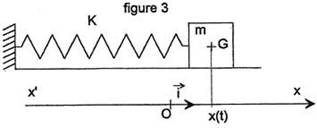 figure 3
K
m
G
x' i x
O x(t)